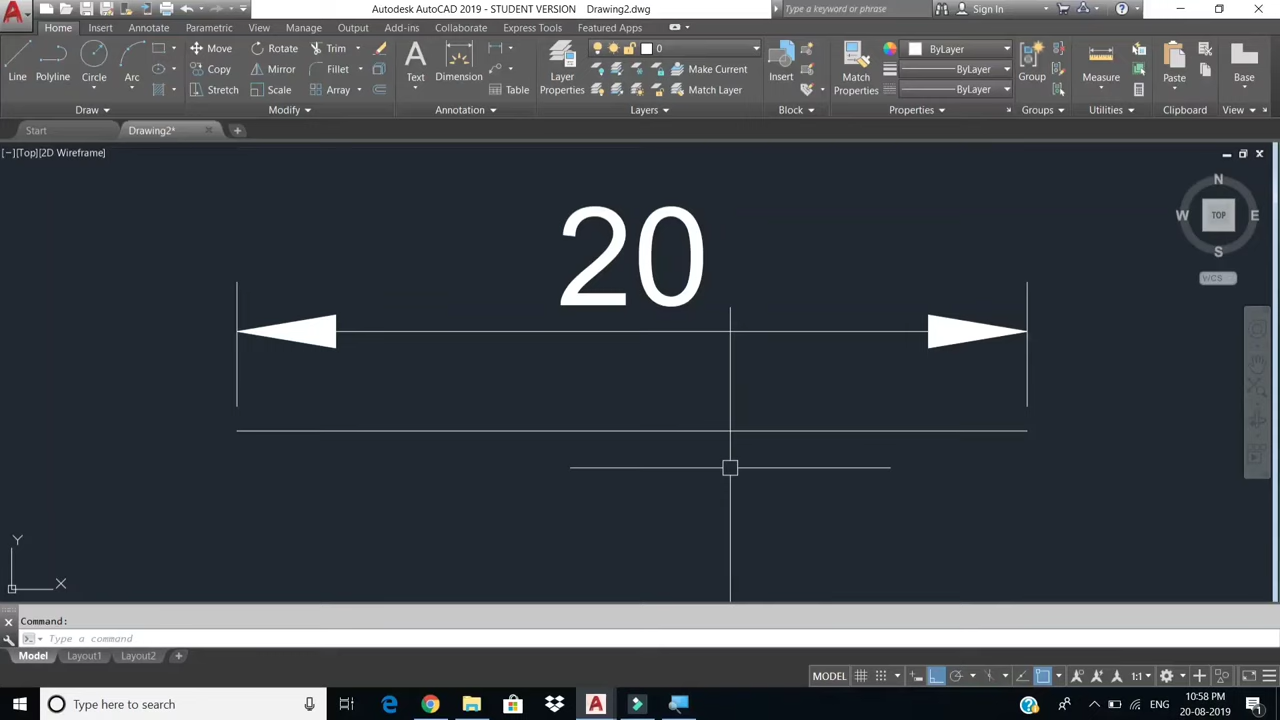 Autodesk AutoCAD 2019 - STUDENT VERSION Drawing2.dwg
Type a keyword or phrase
Sign In
Home Insert Annotate Parametric View Manage Output Add-ins Collaborate Express Tools Featured Apps
Line Polyline Circle Arc
Move Rotate Trim
Copy Mirror Fillet
Stretch Scale Array
Text Dimension Table
Layer Properties
0
Make Current
Match Layer
Insert
Match Properties
ByLayer
ByLayer
ByLayer
Group
Measure
Paste
Base
Draw Modify Annotation Layers Block Properties Groups Utilities Clipboard View
Start Drawing2*
[−][Top][2D Wireframe]
N
W TOP E
S
WCS
20
Y
X
Command:
Type a command
Model Layout1 Layout2
MODEL 1:1
Type here to search
ENG
10:58 PM
20-08-2019
1